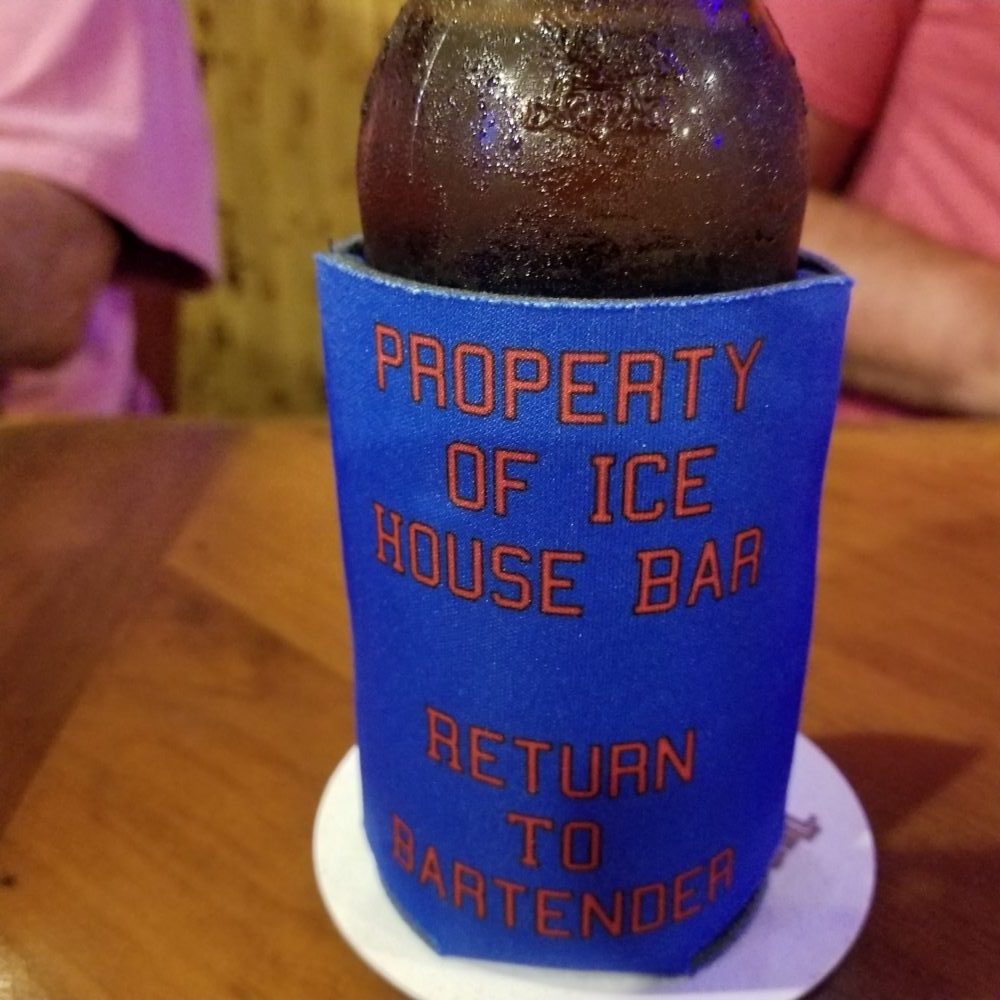 PROPERTY
OF ICE
HOUSE BAR
RETURN
TO
BARTENDER